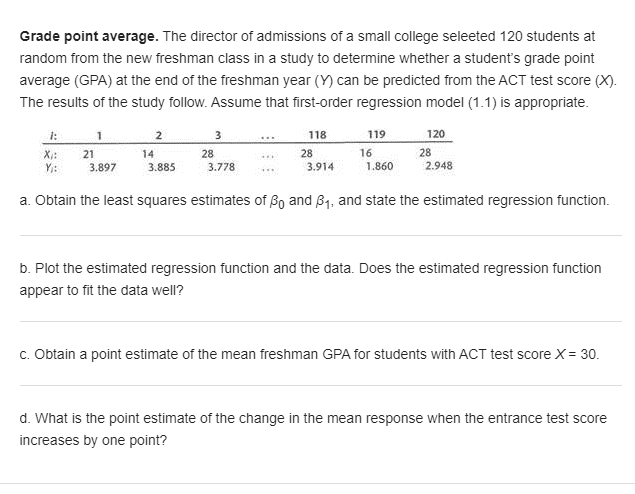 Grade point average. The director of admissions of a small college seleeted 120 students at
random from the new freshman class in a study to determine whether a student's grade point
average (GPA) at the end of the freshman year (Y) can be predicted from the ACT test score (X).
The results of the study follow. Assume that first-order regression model (1.1) is appropriate.
i: 1 2 3 ... 118 119 120
Xᵢ: 21 14 28 ... 28 16 28
Yᵢ: 3.897 3.885 3.778 ... 3.914 1.860 2.948
a. Obtain the least squares estimates of β₀ and β₁, and state the estimated regression function.
b. Plot the estimated regression function and the data. Does the estimated regression function
appear to fit the data well?
c. Obtain a point estimate of the mean freshman GPA for students with ACT test score X = 30.
d. What is the point estimate of the change in the mean response when the entrance test score
increases by one point?